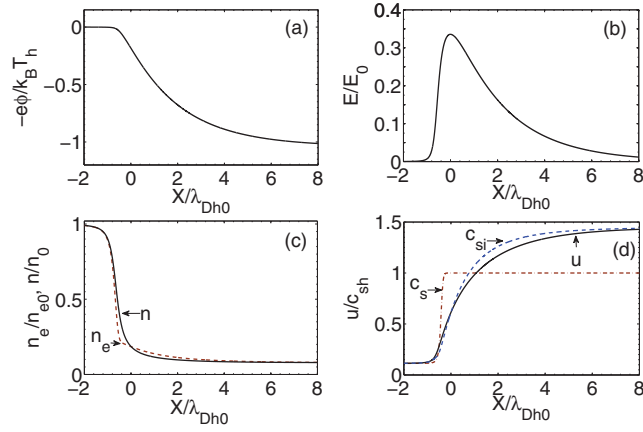 (a)
−eϕ/k_B T_h
0
−0.5
−1
−2 0 2 4 6 8
X/λ_Dh0
(b)
E/E_0
0.4
0.3
0.2
0.1
0
−2 0 2 4 6 8
X/λ_Dh0
(c)
n_e/n_e0, n/n_0
1
0.5
0
n
n_e
−2 0 2 4 6 8
X/λ_Dh0
(d)
u/c_sh
1.5
1
0.5
0
c_si
u
c_s
−2 0 2 4 6 8
X/λ_Dh0